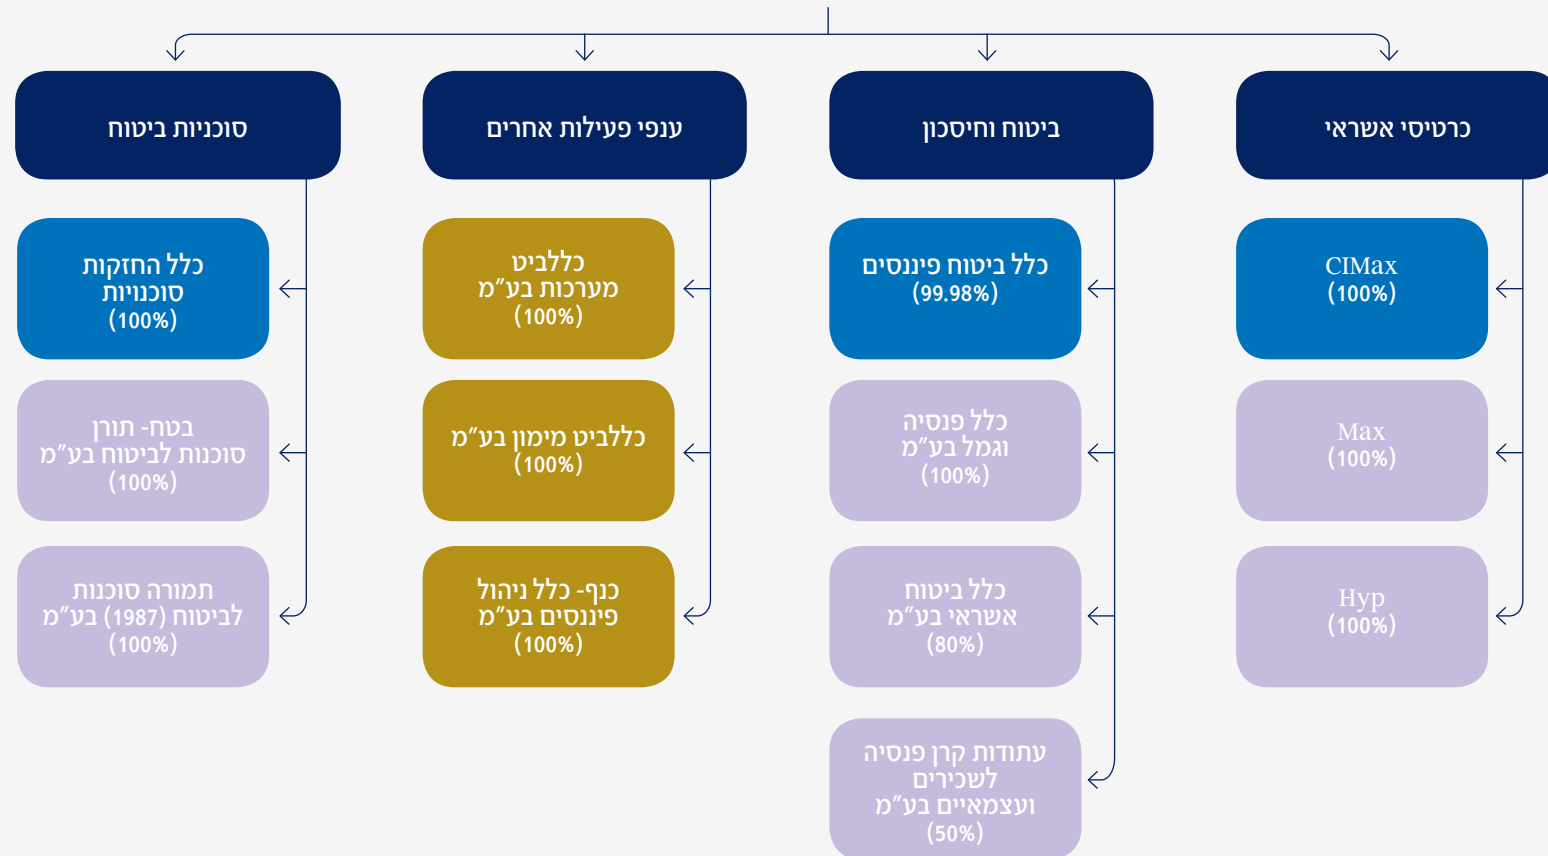 כרטיסי אשראי
CIMax
(100%)
Max
(100%)
Hyp
(100%)
ביטוח וחיסכון
כלל ביטוח פיננסים
(99.98%)
כלל פנסיה
וגמל בע"מ
(100%)
כלל ביטוח
אשראי בע"מ
(80%)
עתודות קרן פנסיה
לשכירים
ועצמאיים בע"מ
(50%)
ענפי פעילות אחרים
כללביט
מערכות בע"מ
(100%)
כללביט מימון בע"מ
(100%)
כנף- כלל ניהול
פיננסים בע"מ
(100%)
סוכניות ביטוח
כלל החזקות
סוכנויות
(100%)
בטח- תורן
סוכנות לביטוח בע"מ
(100%)
תמורה סוכנות
לביטוח (1987) בע"מ
(100%)